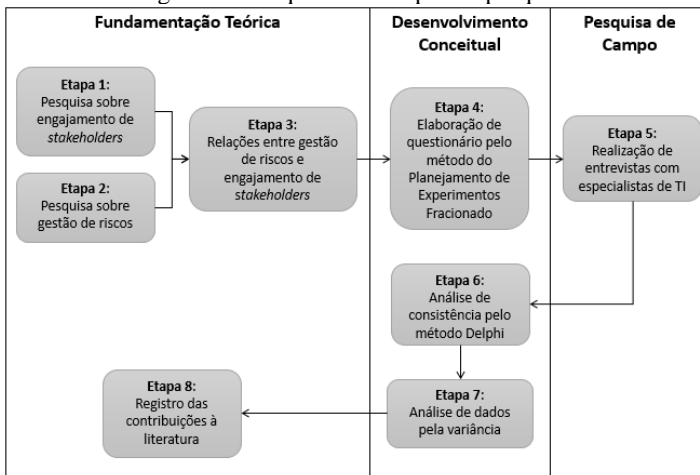 Fundamentação Teórica
Desenvolvimento
Conceitual
Pesquisa de
Campo
Etapa 1:
Pesquisa sobre
engajamento de
stakeholders
Etapa 2:
Pesquisa sobre
gestão de riscos
Etapa 3:
Relações entre gestão
de riscos e
engajamento de
stakeholders
Etapa 4:
Elaboração de
questionário pelo
método do
Planejamento de
Experimentos
Fracionado
Etapa 5:
Realização de
entrevistas com
especialistas de TI
Etapa 6:
Análise de
consistência pelo
método Delphi
Etapa 7:
Análise de dados
pela variância
Etapa 8:
Registro das
contribuições à
literatura